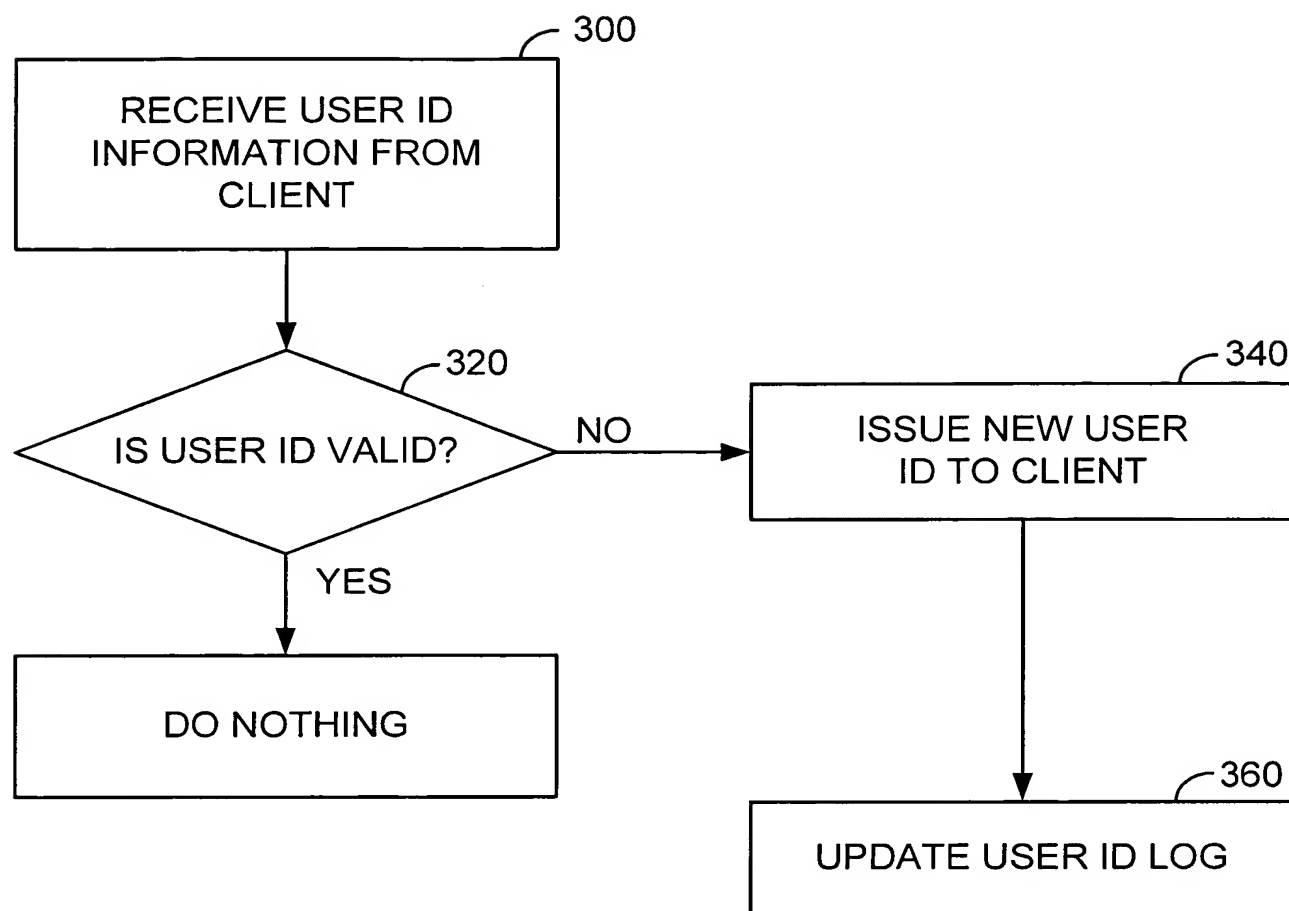 300
RECEIVE USER ID
INFORMATION FROM
CLIENT
320
IS USER ID VALID?
NO
340
ISSUE NEW USER
ID TO CLIENT
YES
DO NOTHING
360
UPDATE USER ID LOG